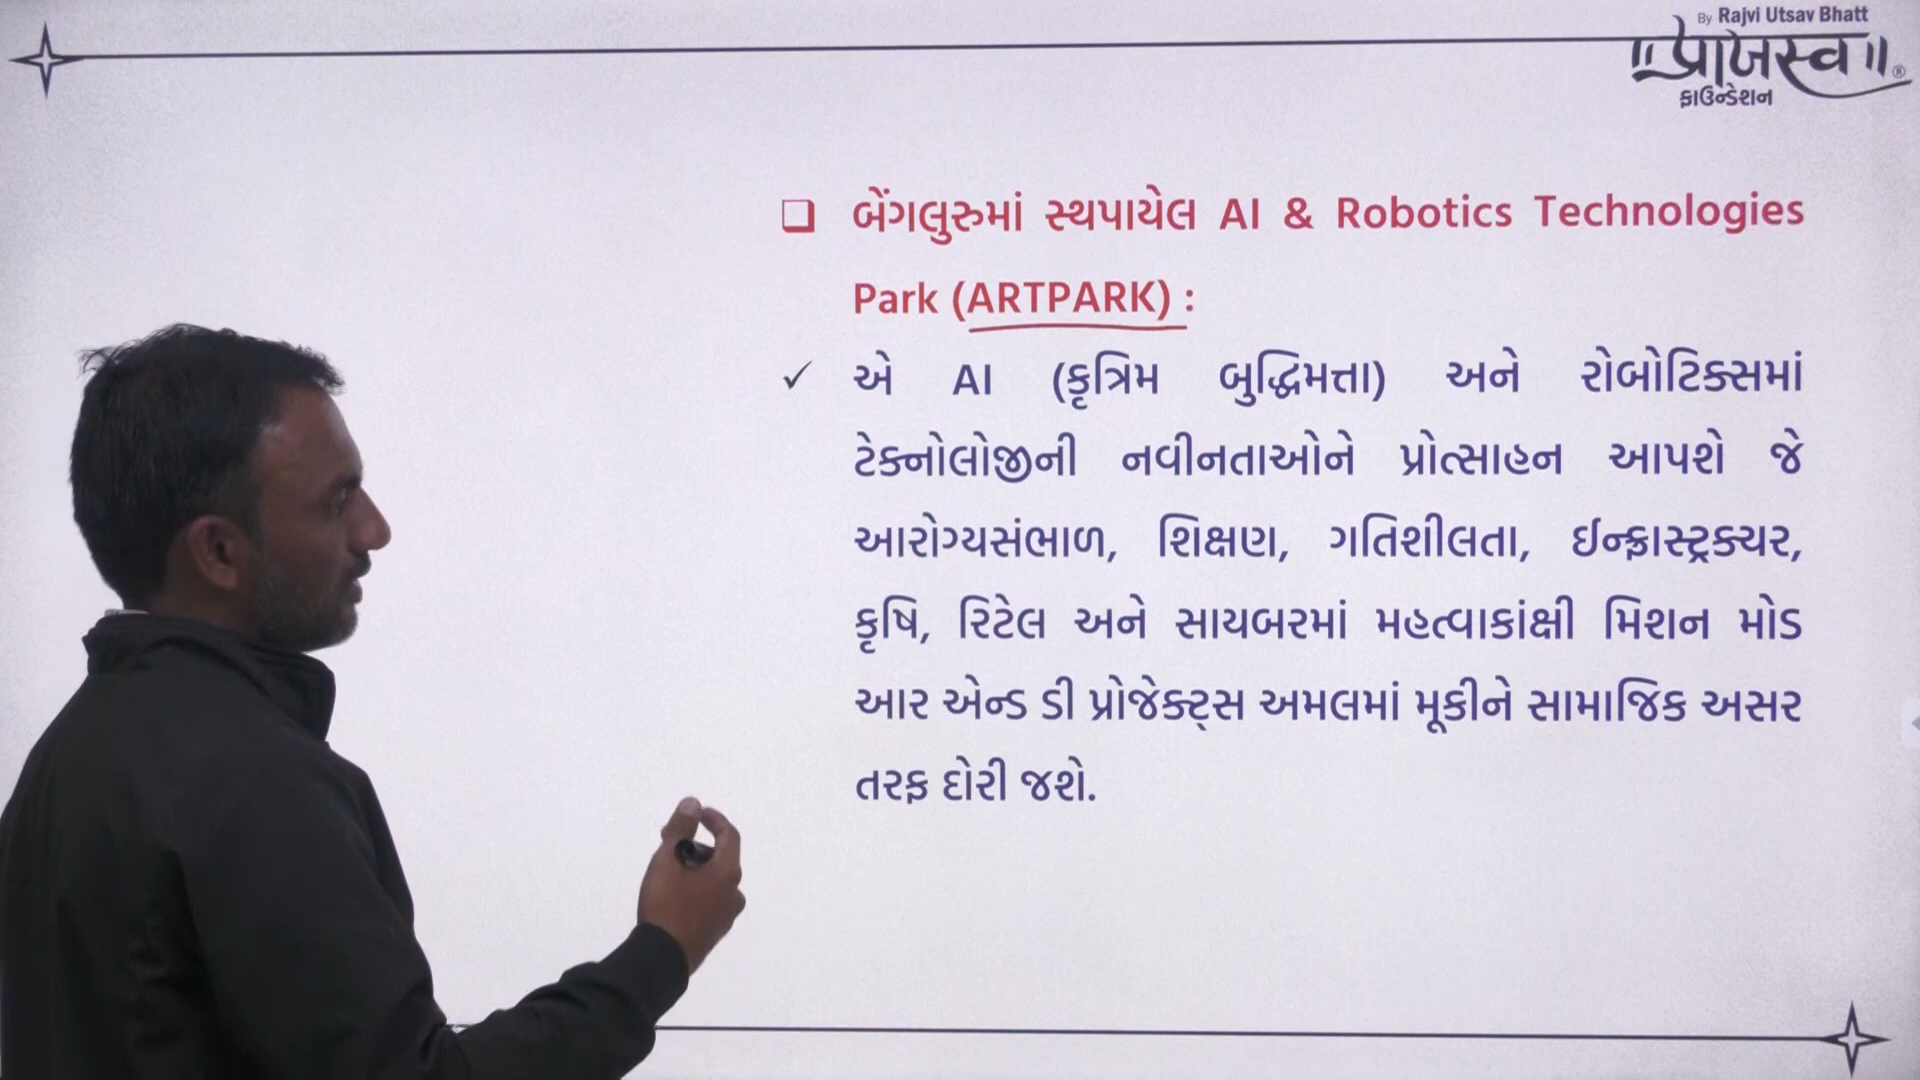 By Rajvi Utsav Bhatt
॥ प्राजस्व ॥ ®
ફાઉન્ડેશન
❑ બેંગલુરુમાં સ્થપાયેલ AI & Robotics Technologies
Park (ARTPARK) :
✓ એ AI (કૃત્રિમ બુદ્ધિમત્તા) અને રોબોટિક્સમાં
ટેક્નોલોજીની નવીનતાઓને પ્રોત્સાહન આપશે જે
આરોગ્યસંભાળ, શિક્ષણ, ગતિશીલતા, ઈન્ફ્રાસ્ટ્રક્ચર,
કૃષિ, રિટેલ અને સાયબરમાં મહત્વાકાંક્ષી મિશન મોડ
આર એન્ડ ડી પ્રોજેક્ટ્સ અમલમાં મૂકીને સામાજિક અસર
તરફ દોરી જશે.